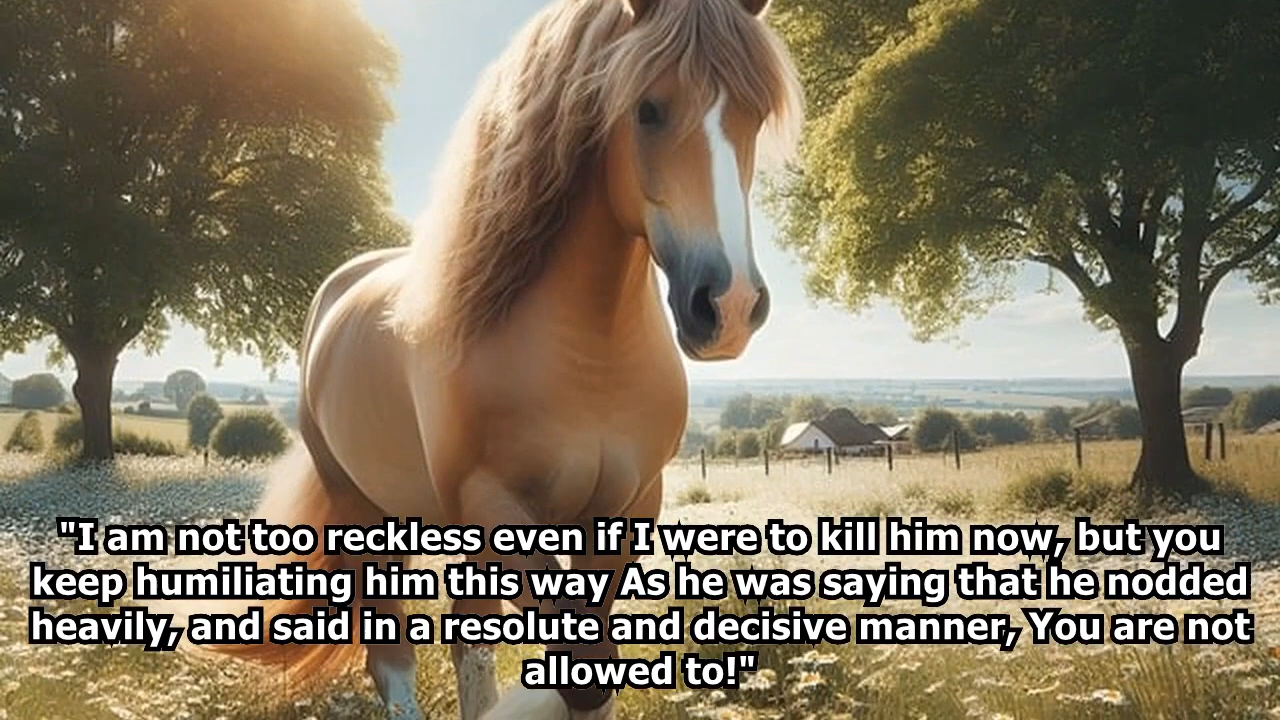 "I am not too reckless even if I were to kill him now, but you
keep humiliating him this way As he was saying that he nodded
heavily, and said in a resolute and decisive manner, You are not
allowed to!"